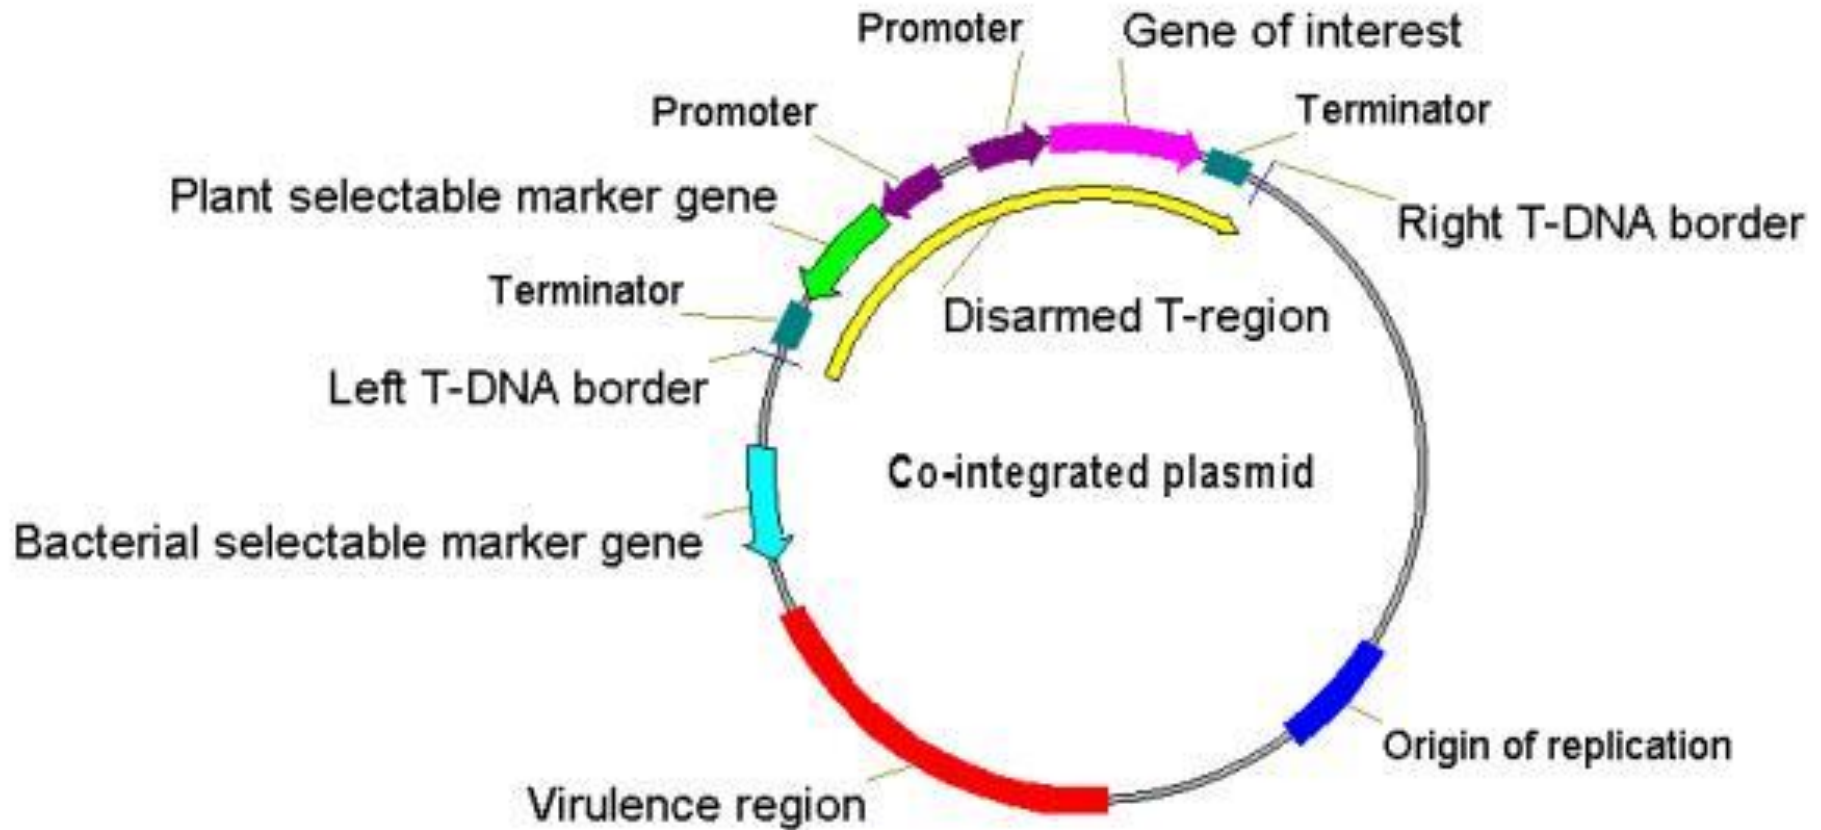 Promoter
Gene of interest
Promoter
Terminator
Plant selectable marker gene
Right T-DNA border
Terminator
Disarmed T-region
Left T-DNA border
Co-integrated plasmid
Bacterial selectable marker gene
Origin of replication
Virulence region